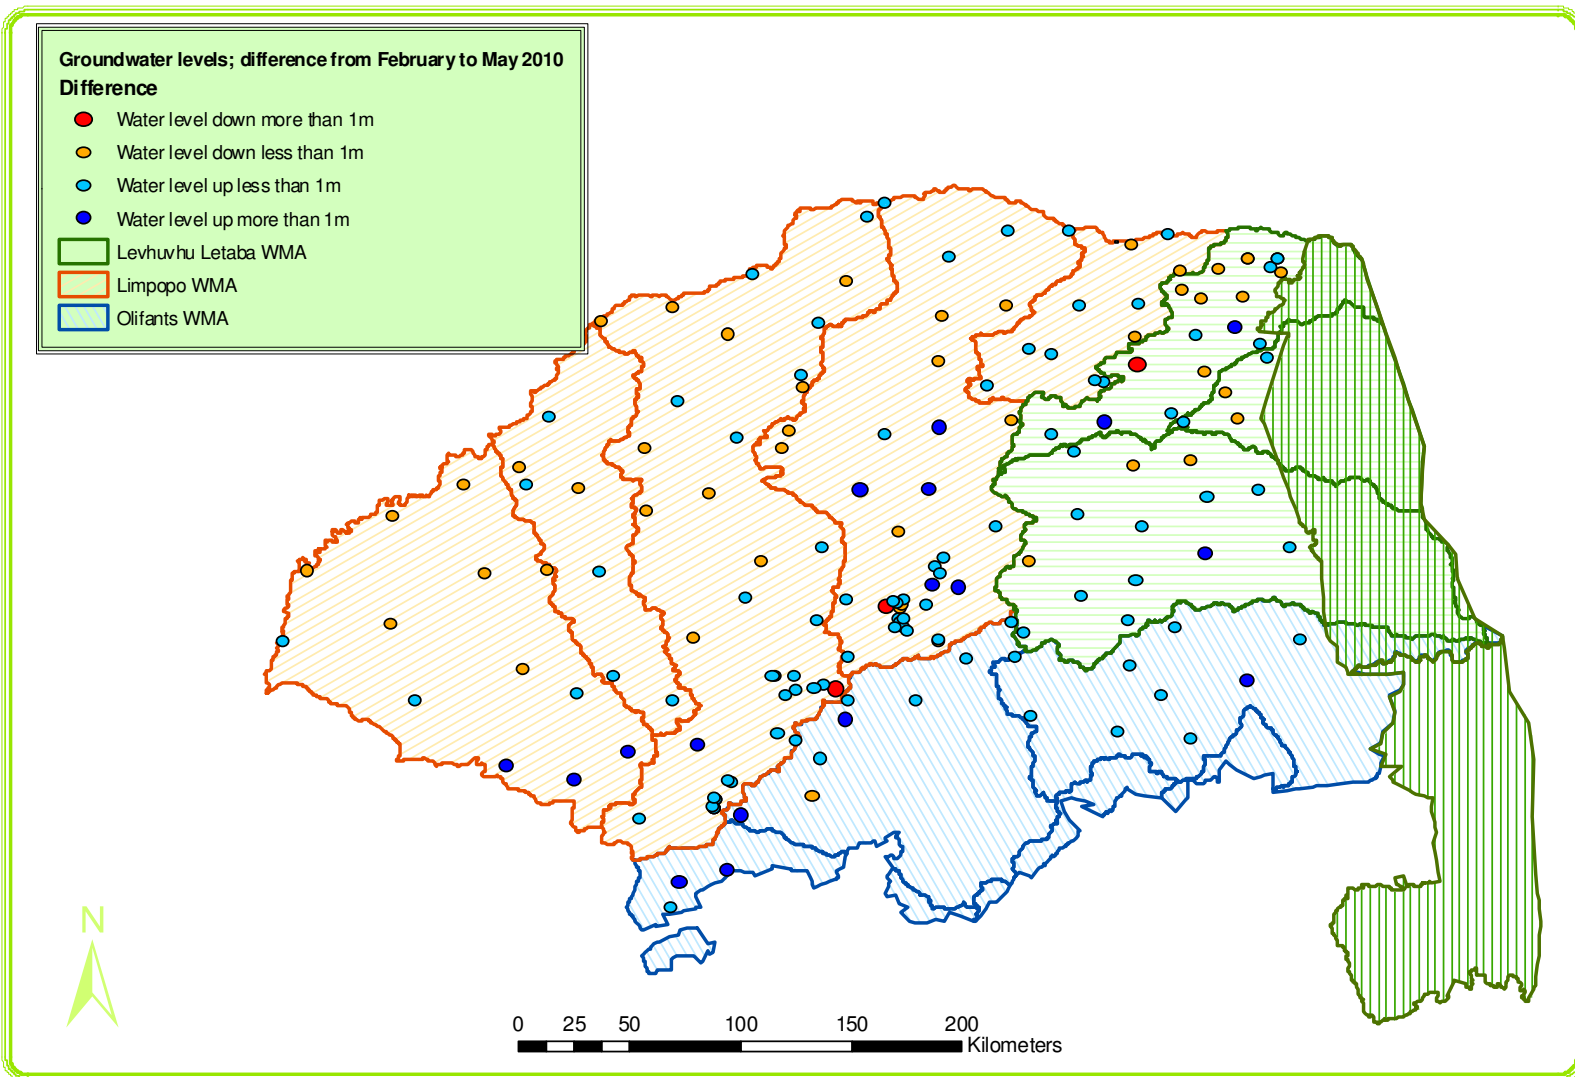 Groundwater levels; difference from February to May 2010
Difference
Water level down more than 1m
Water level down less than 1m
Water level up less than 1m
Water level up more than 1m
Levhuvhu Letaba WMA
Limpopo WMA
Olifants WMA
N
0 25 50 100 150 200
Kilometers